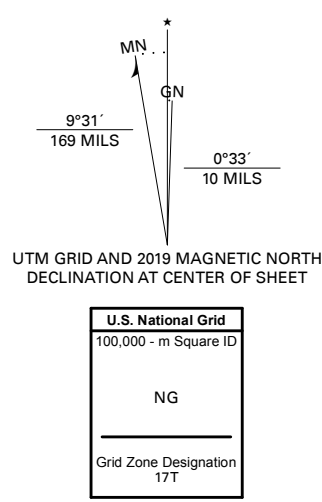 ★
MN
GN
9°31´
169 MILS
0°33´
10 MILS
UTM GRID AND 2019 MAGNETIC NORTH
DECLINATION AT CENTER OF SHEET
U.S. National Grid
100,000 - m Square ID
NG
Grid Zone Designation
17T